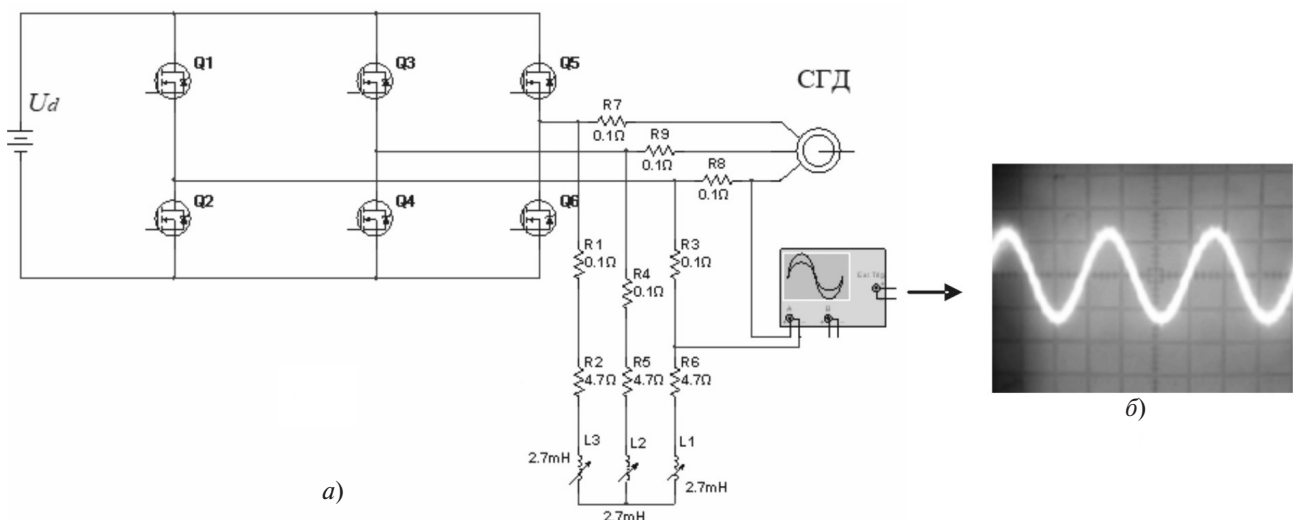 Q1
Q3
Q5
СГД
Ud
R7
0.1Ω
R9
0.1Ω
R8
0.1Ω
Q2
Q4
Q6
R1
0.1Ω
R3
0.1Ω
R4
0.1Ω
Ext Trig
A
B
R2
4.7Ω
R5
4.7Ω
R6
4.7Ω
б)
L3
L2
L1
2.7mH
а)
2.7mH
2.7mH